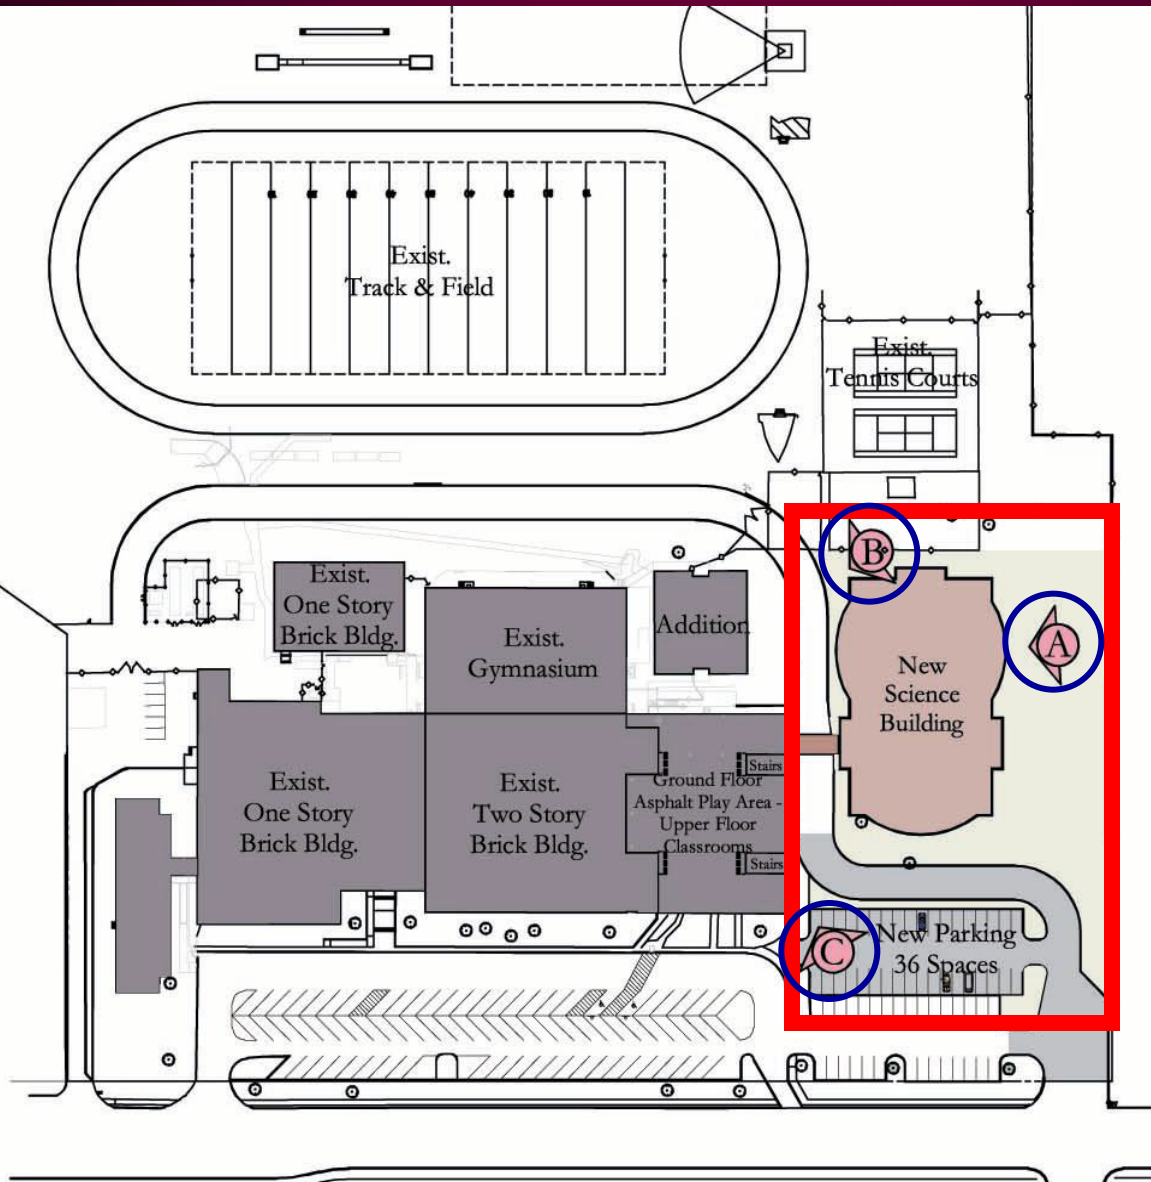 Exist.
Track & Field
Exist.
Tennis Courts
B
A
Exist.
One Story
Brick Bldg.
Exist.
Gymnasium
Addition
New
Science
Building
Exist.
One Story
Brick Bldg.
Exist.
Two Story
Brick Bldg.
Stairs
Ground Floor
Asphalt Play Area -
Upper Floor
Classrooms
Stairs
C
New Parking
36 Spaces